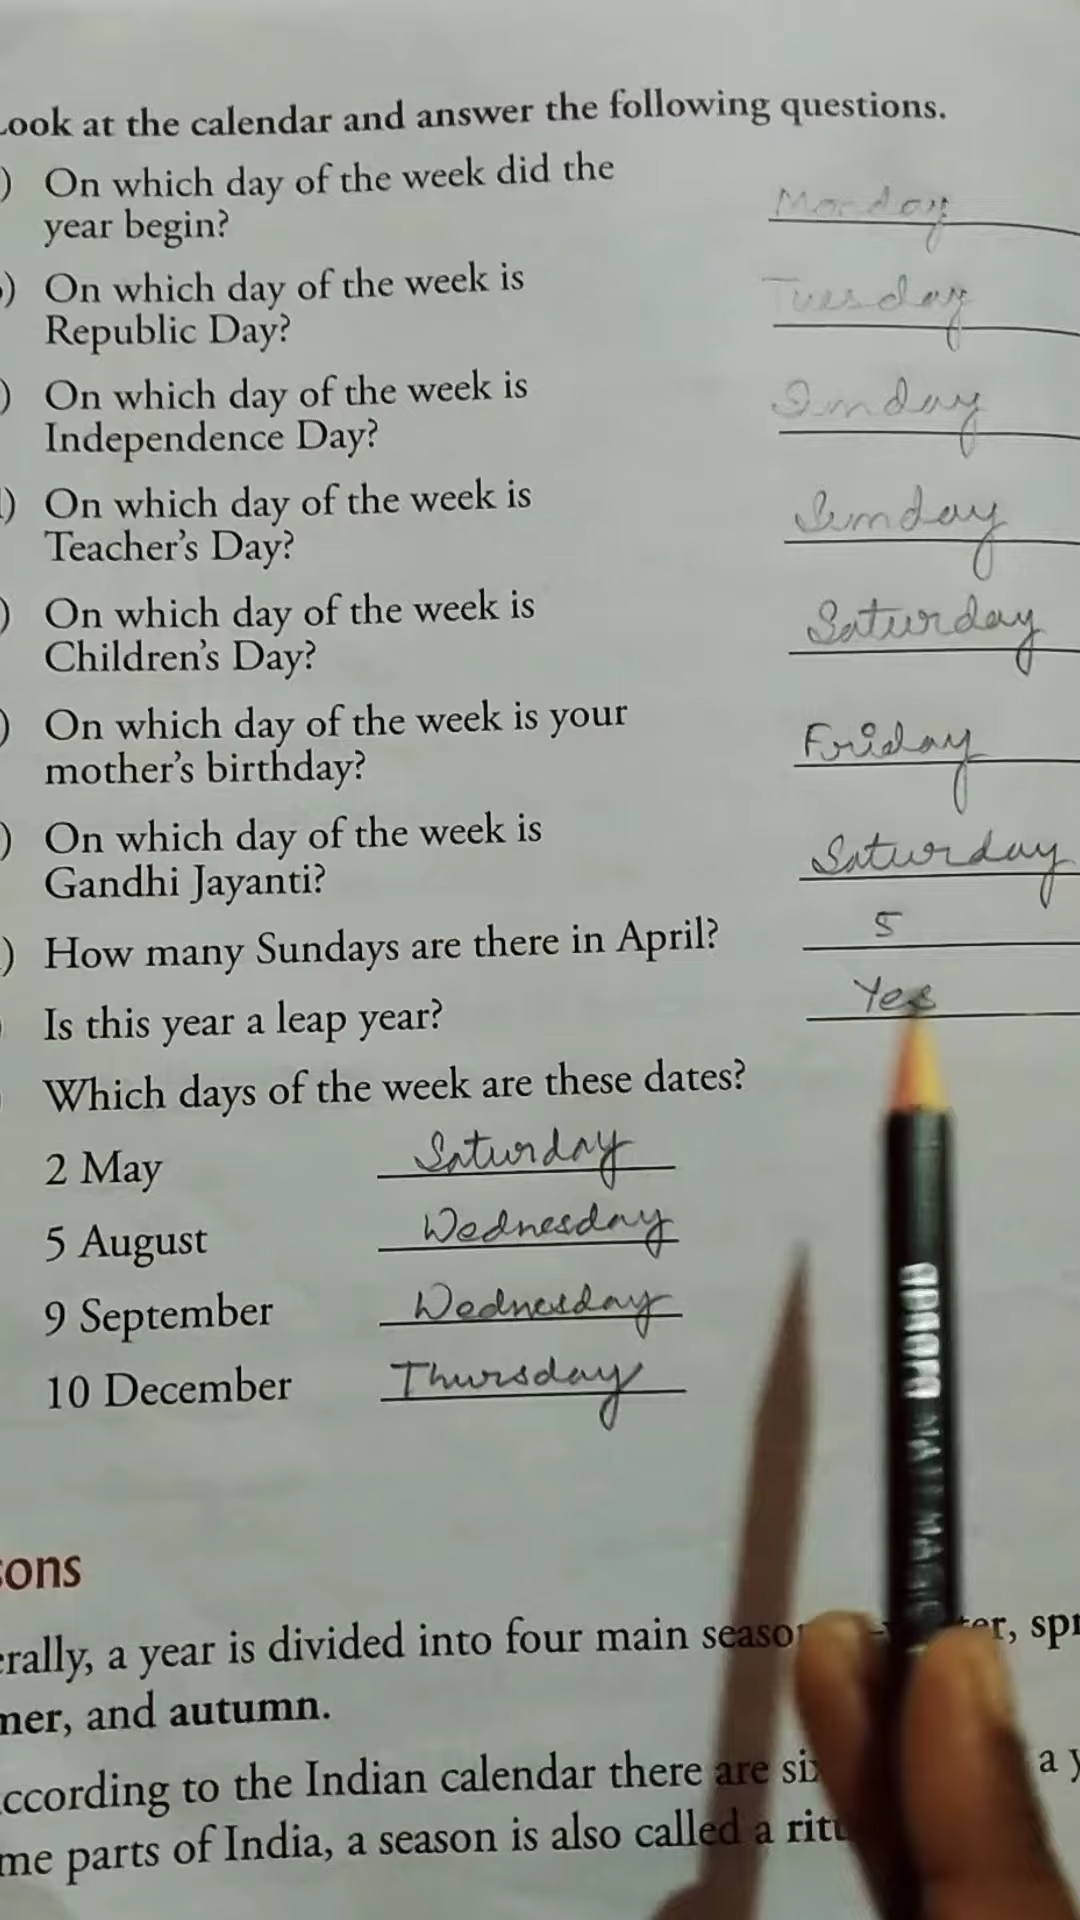 Look at the calendar and answer the following questions.
) On which day of the week did the
year begin? Monday
) On which day of the week is Tuesday
Republic Day?
) On which day of the week is Sunday
Independence Day?
) On which day of the week is Sunday
Teacher's Day?
) On which day of the week is Saturday
Children's Day?
) On which day of the week is your Friday
mother's birthday?
) On which day of the week is Saturday
Gandhi Jayanti?
) How many Sundays are there in April? 5
Is this year a leap year? Yes
Which days of the week are these dates?
2 May Saturday
5 August Wednesday
9 September Wednesday
10 December Thursday
sons
erally, a year is divided into four main seaso er, spr
mer, and autumn.
ccording to the Indian calendar there are six a y
me parts of India, a season is also called a ritu